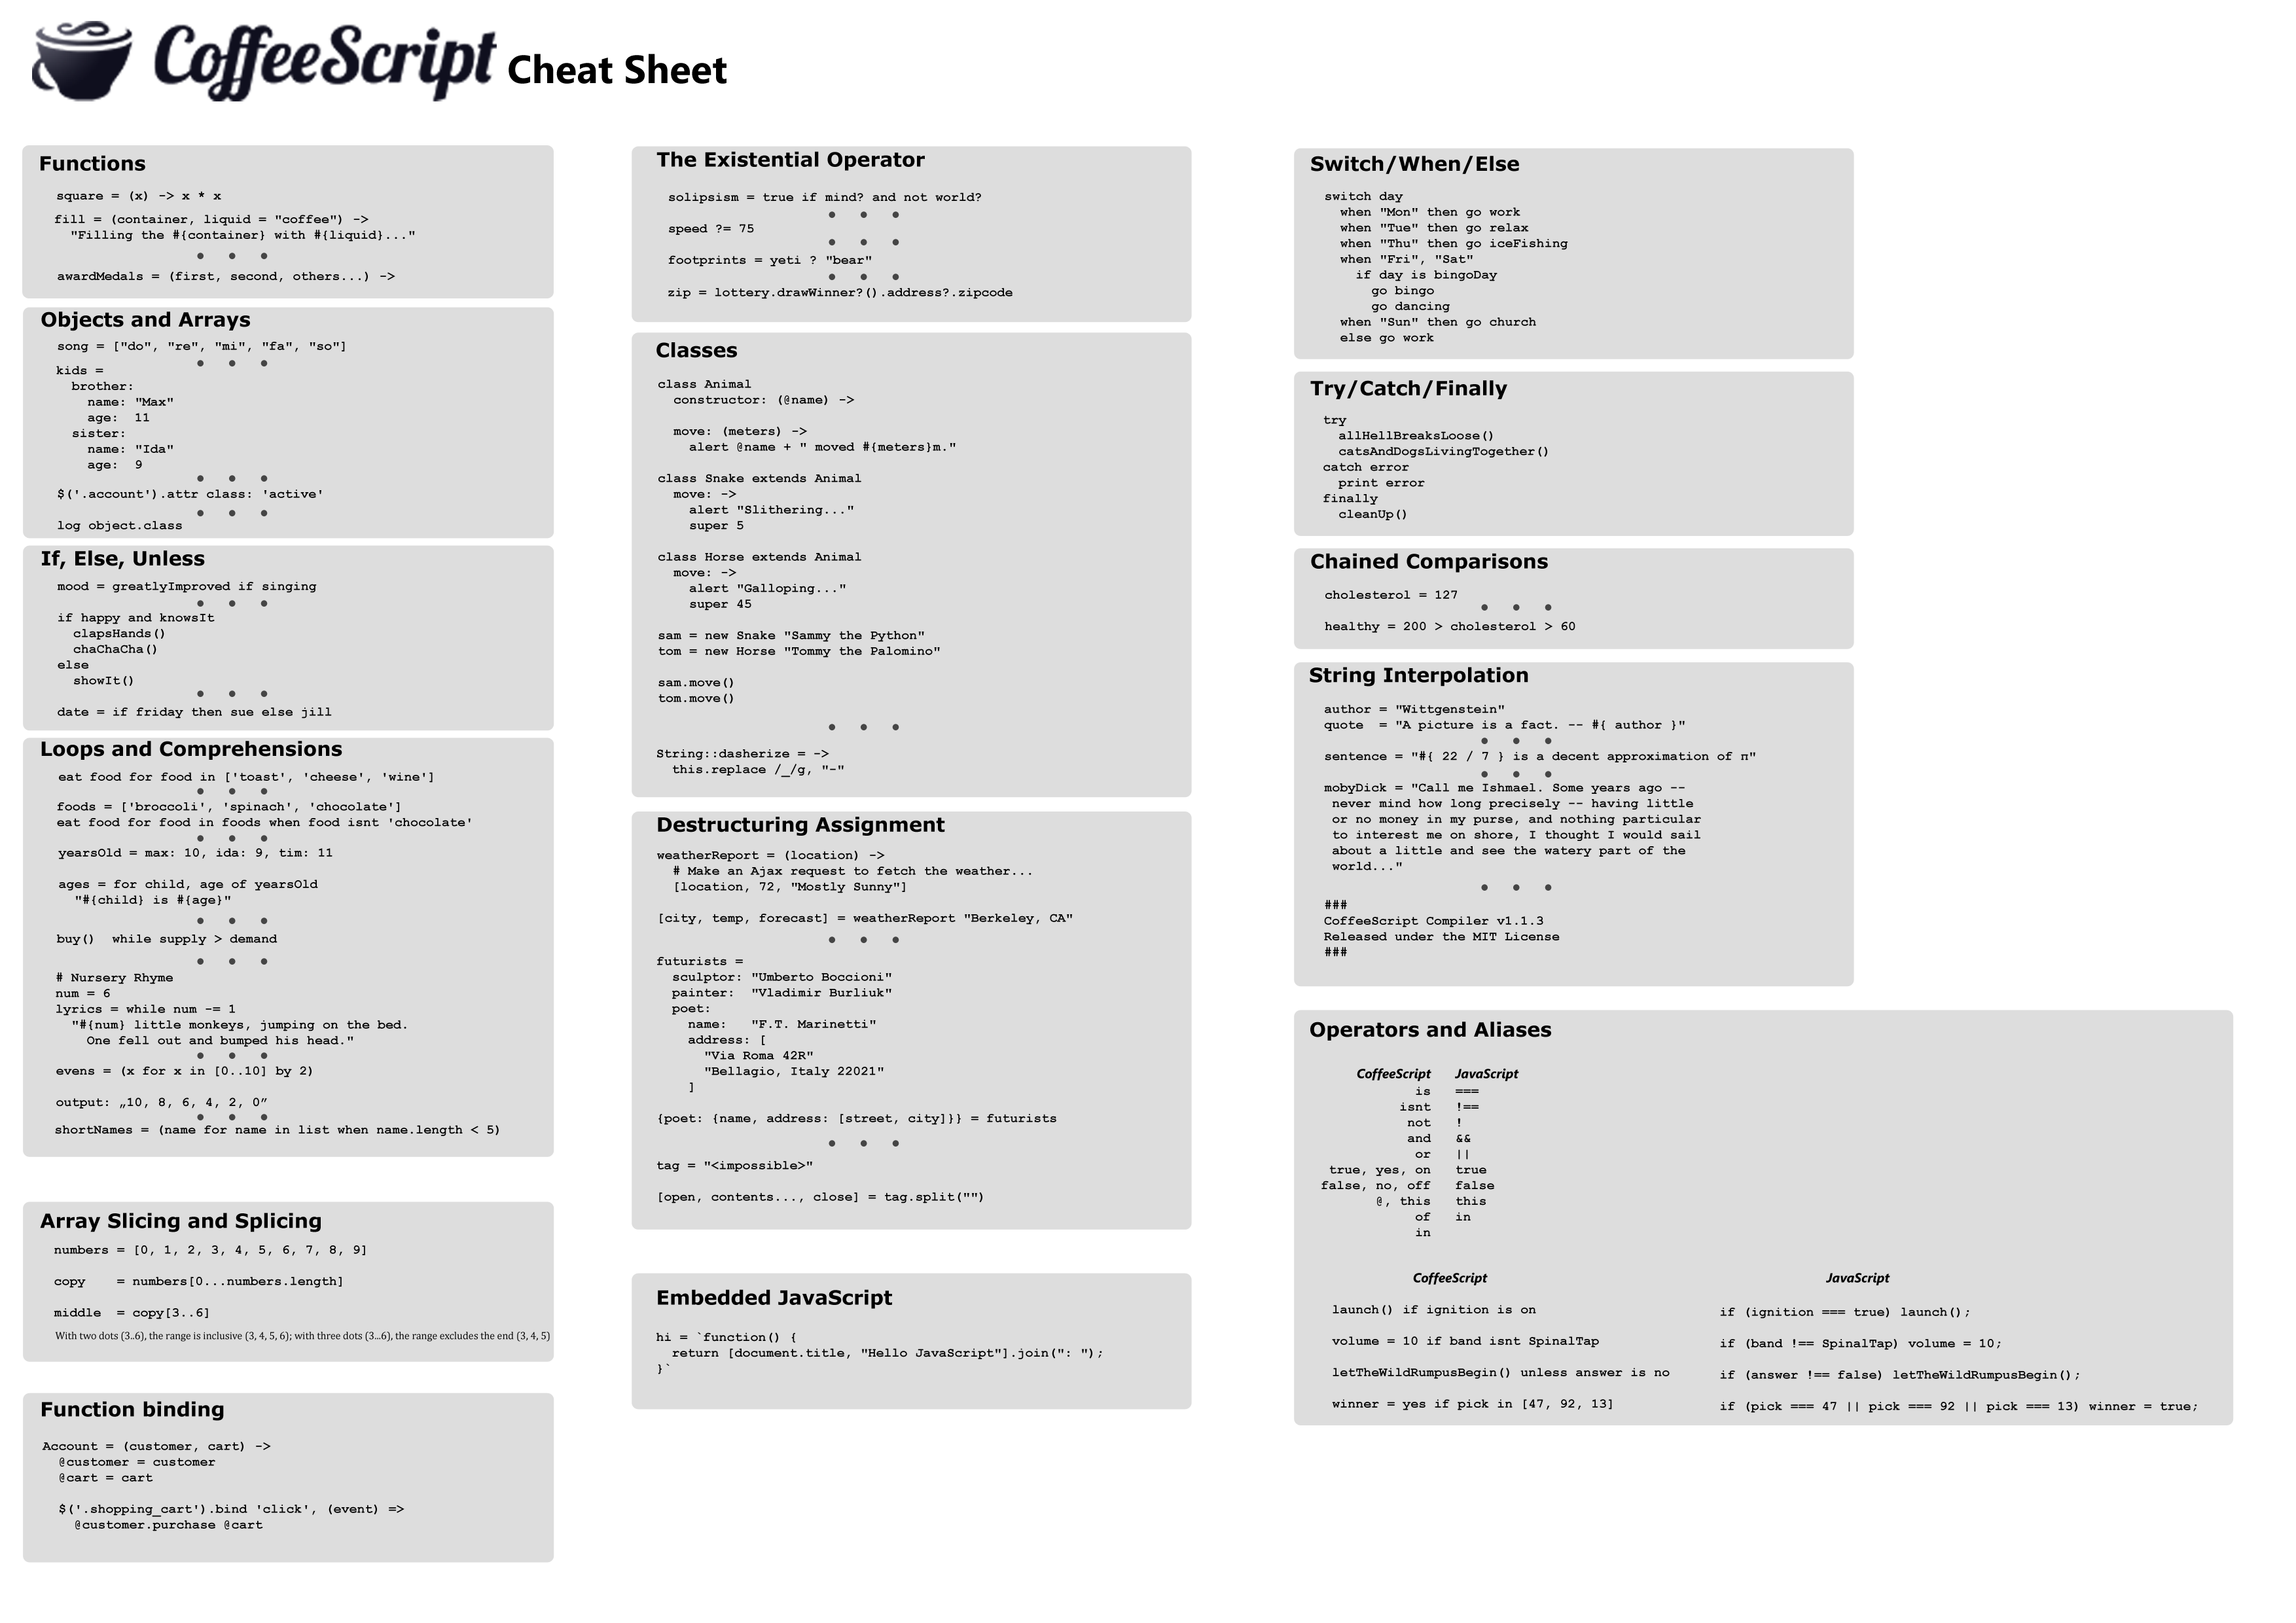 CoffeeScript Cheat Sheet
Functions
square = (x) -> x * x
fill = (container, liquid = "coffee") ->
  "Filling the #{container} with #{liquid}..."
awardMedals = (first, second, others...) ->
Objects and Arrays
song = ["do", "re", "mi", "fa", "so"]
kids =
  brother:
    name: "Max"
    age:  11
  sister:
    name: "Ida"
    age:  9
$('.account').attr class: 'active'
log object.class
If, Else, Unless
mood = greatlyImproved if singing
if happy and knowsIt
  clapsHands()
  chaChaCha()
else
  showIt()
date = if friday then sue else jill
Loops and Comprehensions
eat food for food in ['toast', 'cheese', 'wine']
foods = ['broccoli', 'spinach', 'chocolate']
eat food for food in foods when food isnt 'chocolate'
yearsOld = max: 10, ida: 9, tim: 11
ages = for child, age of yearsOld
  "#{child} is #{age}"
buy()  while supply > demand
# Nursery Rhyme
num = 6
lyrics = while num -= 1
  "#{num} little monkeys, jumping on the bed.
    One fell out and bumped his head."
evens = (x for x in [0..10] by 2)
output: „10, 8, 6, 4, 2, 0”
shortNames = (name for name in list when name.length < 5)
Array Slicing and Splicing
numbers = [0, 1, 2, 3, 4, 5, 6, 7, 8, 9]
copy    = numbers[0...numbers.length]
middle  = copy[3..6]
With two dots (3..6), the range is inclusive (3, 4, 5, 6); with three dots (3...6), the range excludes the end (3, 4, 5)
Function binding
Account = (customer, cart) ->
  @customer = customer
  @cart = cart
  $('.shopping_cart').bind 'click', (event) =>
    @customer.purchase @cart
The Existential Operator
solipsism = true if mind? and not world?
speed ?= 75
footprints = yeti ? "bear"
zip = lottery.drawWinner?().address?.zipcode
Classes
class Animal
  constructor: (@name) ->
  move: (meters) ->
    alert @name + " moved #{meters}m."
class Snake extends Animal
  move: ->
    alert "Slithering..."
    super 5
class Horse extends Animal
  move: ->
    alert "Galloping..."
    super 45
sam = new Snake "Sammy the Python"
tom = new Horse "Tommy the Palomino"
sam.move()
tom.move()
String::dasherize = ->
  this.replace /_/g, "-"
Destructuring Assignment
weatherReport = (location) ->
  # Make an Ajax request to fetch the weather...
  [location, 72, "Mostly Sunny"]
[city, temp, forecast] = weatherReport "Berkeley, CA"
futurists =
  sculptor: "Umberto Boccioni"
  painter:  "Vladimir Burliuk"
  poet:
    name:   "F.T. Marinetti"
    address: [
      "Via Roma 42R"
      "Bellagio, Italy 22021"
    ]
{poet: {name, address: [street, city]}} = futurists
tag = "<impossible>"
[open, contents..., close] = tag.split("")
Embedded JavaScript
hi = `function() {
  return [document.title, "Hello JavaScript"].join(": ");
}`
Switch/When/Else
switch day
  when "Mon" then go work
  when "Tue" then go relax
  when "Thu" then go iceFishing
  when "Fri", "Sat"
    if day is bingoDay
      go bingo
      go dancing
  when "Sun" then go church
  else go work
Try/Catch/Finally
try
  allHellBreaksLoose()
  catsAndDogsLivingTogether()
catch error
  print error
finally
  cleanUp()
Chained Comparisons
cholesterol = 127
healthy = 200 > cholesterol > 60
String Interpolation
author = "Wittgenstein"
quote  = "A picture is a fact. -- #{ author }"
sentence = "#{ 22 / 7 } is a decent approximation of π"
mobyDick = "Call me Ishmael. Some years ago --
 never mind how long precisely -- having little
 or no money in my purse, and nothing particular
 to interest me on shore, I thought I would sail
 about a little and see the watery part of the
 world..."
###
CoffeeScript Compiler v1.1.3
Released under the MIT License
###
Operators and Aliases
CoffeeScript JavaScript
is ===
isnt !==
not !
and &&
or ||
true, yes, on true
false, no, off false
@, this this
of in
in
CoffeeScript JavaScript
launch() if ignition is on if (ignition === true) launch();
volume = 10 if band isnt SpinalTap if (band !== SpinalTap) volume = 10;
letTheWildRumpusBegin() unless answer is no if (answer !== false) letTheWildRumpusBegin();
winner = yes if pick in [47, 92, 13] if (pick === 47 || pick === 92 || pick === 13) winner = true;